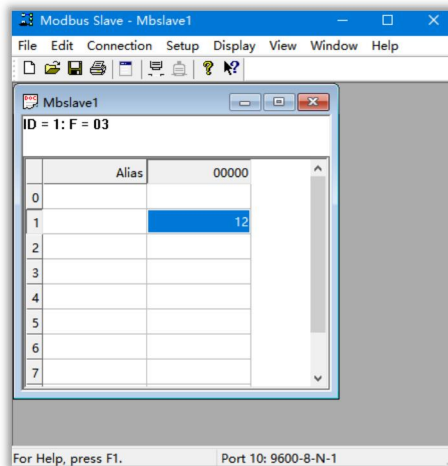 Modbus Slave - Mbslave1
File Edit Connection Setup Display View Window Help
Mbslave1
ID = 1: F = 03
Alias 00000
0
1 12
2
3
4
5
6
7
For Help, press F1. Port 10: 9600-8-N-1